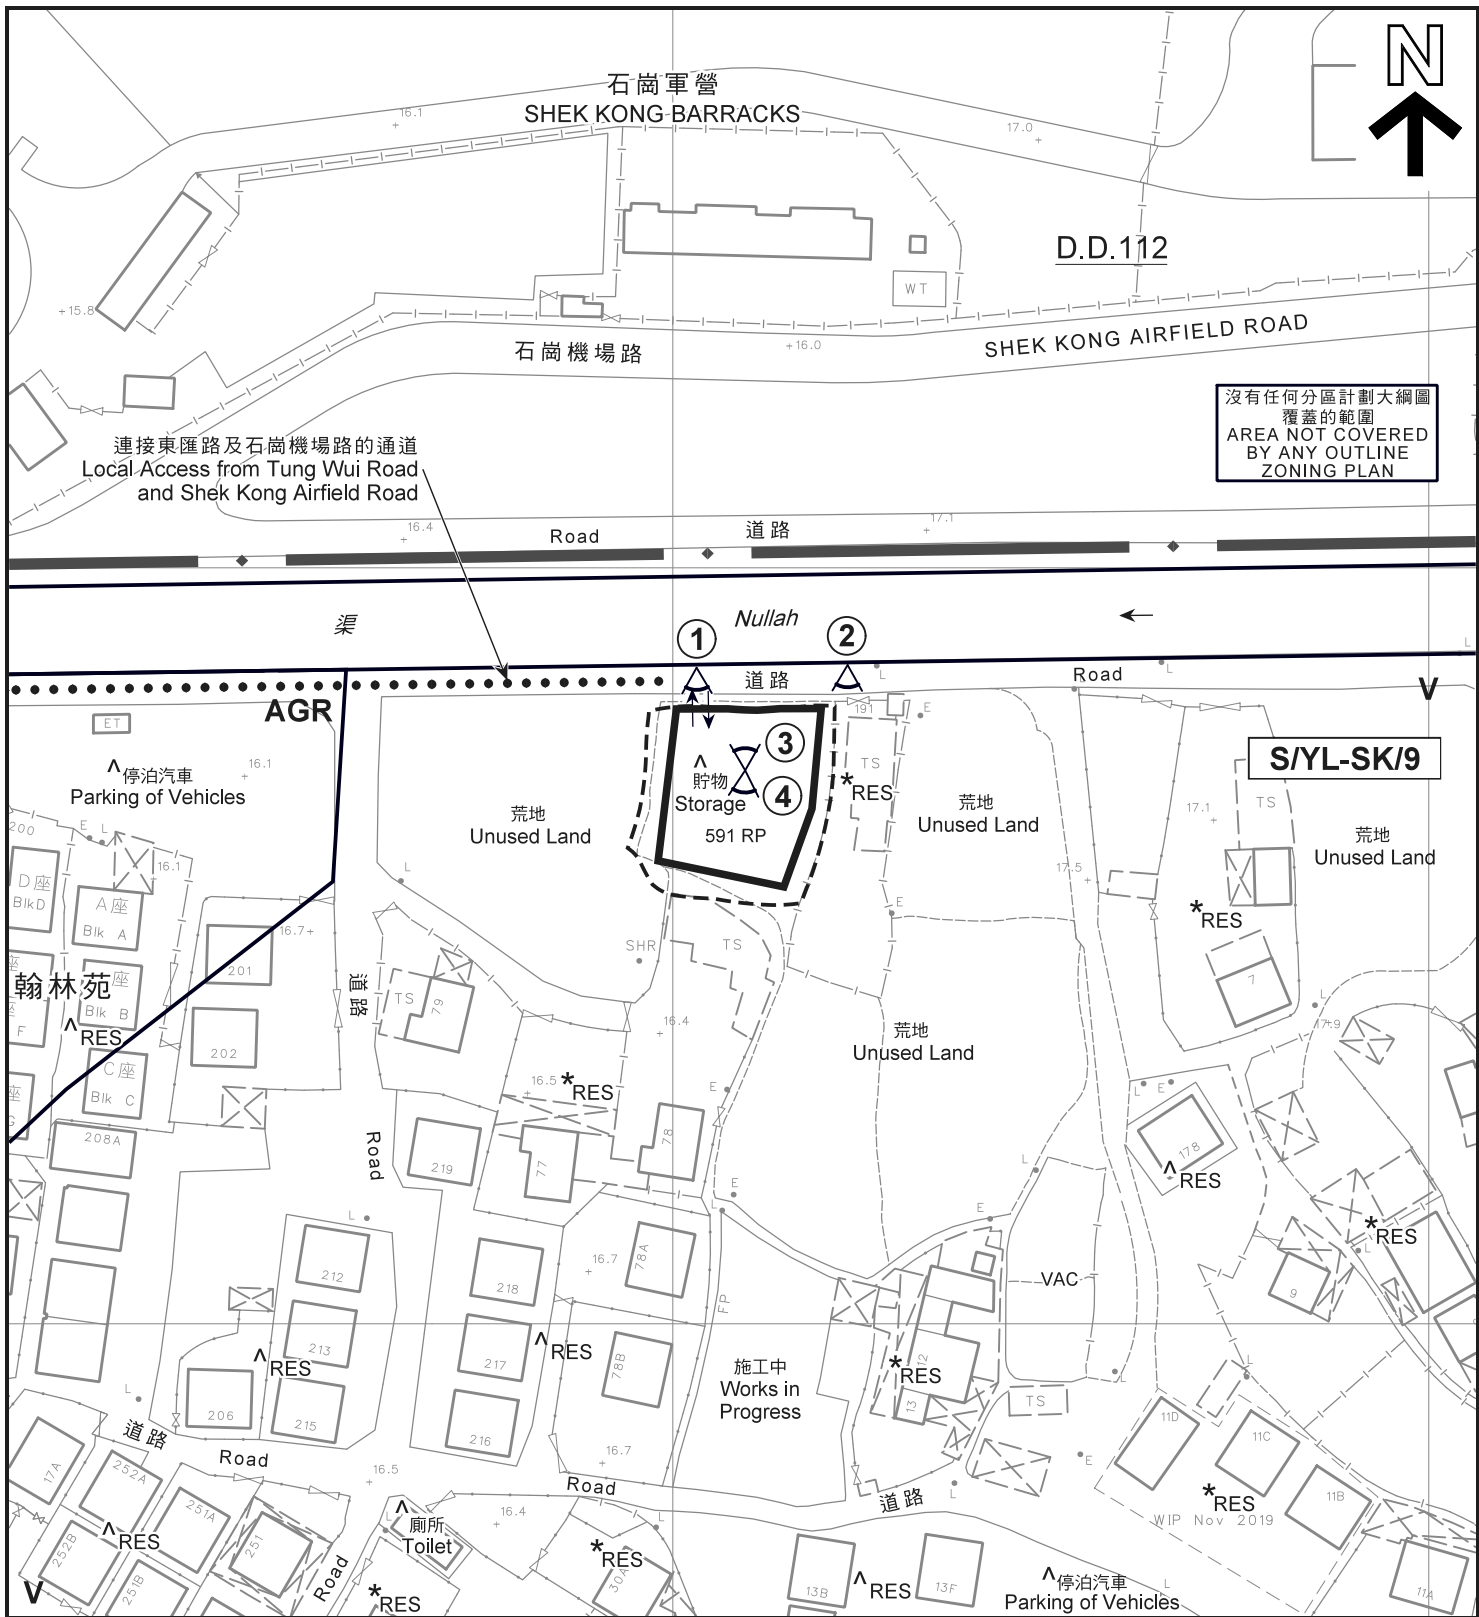 N
石崗軍營
SHEK KONG BARRACKS
16.1
17.0
D.D.112
WT
15.8
石崗機場路
16.0
SHEK KONG AIRFIELD ROAD
沒有任何分區計劃大綱圖
覆蓋的範圍
AREA NOT COVERED
BY ANY OUTLINE
ZONING PLAN
連接東匯路及石崗機場路的通道
Local Access from Tung Wui Road
and Shek Kong Airfield Road
16.4
Road
道路
17.1
渠
Nullah
1
2
道路
Road
L
L
L
V
AGR
ET
191
E
S/YL-SK/9
停泊汽車
Parking of Vehicles
16.1
3
4
貯物
Storage
591 RP
TS
*RES
荒地
Unused Land
荒地
Unused Land
17.1
TS
荒地
Unused Land
200
E
L
16.1
D座
BlkD
A座
Blk A
L
17.5
16.7
E
*RES
SHR
TS
201
翰林苑
座
Blk B
F
^RES
道路
TS
79
7
L
17.9
202
16.4
荒地
Unused Land
C座
Blk C
16.5
*RES
E
L
E
208A
Road
219
77
78
178
^RES
L
E
L
L
E
*RES
L
212
218
78A
16.7
FP
VAC
9
213
^RES
217
^RES
78B
施工中
Works in
Progress
*RES
12
13
L
L
L
206
215
216
TS
道路
Road
16.5
16.7
Road
道路
E
L
11D
11C
11B
*RES
WIP Nov 2019
17A
252A
251A
252B
^RES
251
251B
L
廁所
Toilet
16.4
L
*RES
30A
Road
*RES
V
13B
^RES
13F
停泊汽車
Parking of Vehicles
L
11A